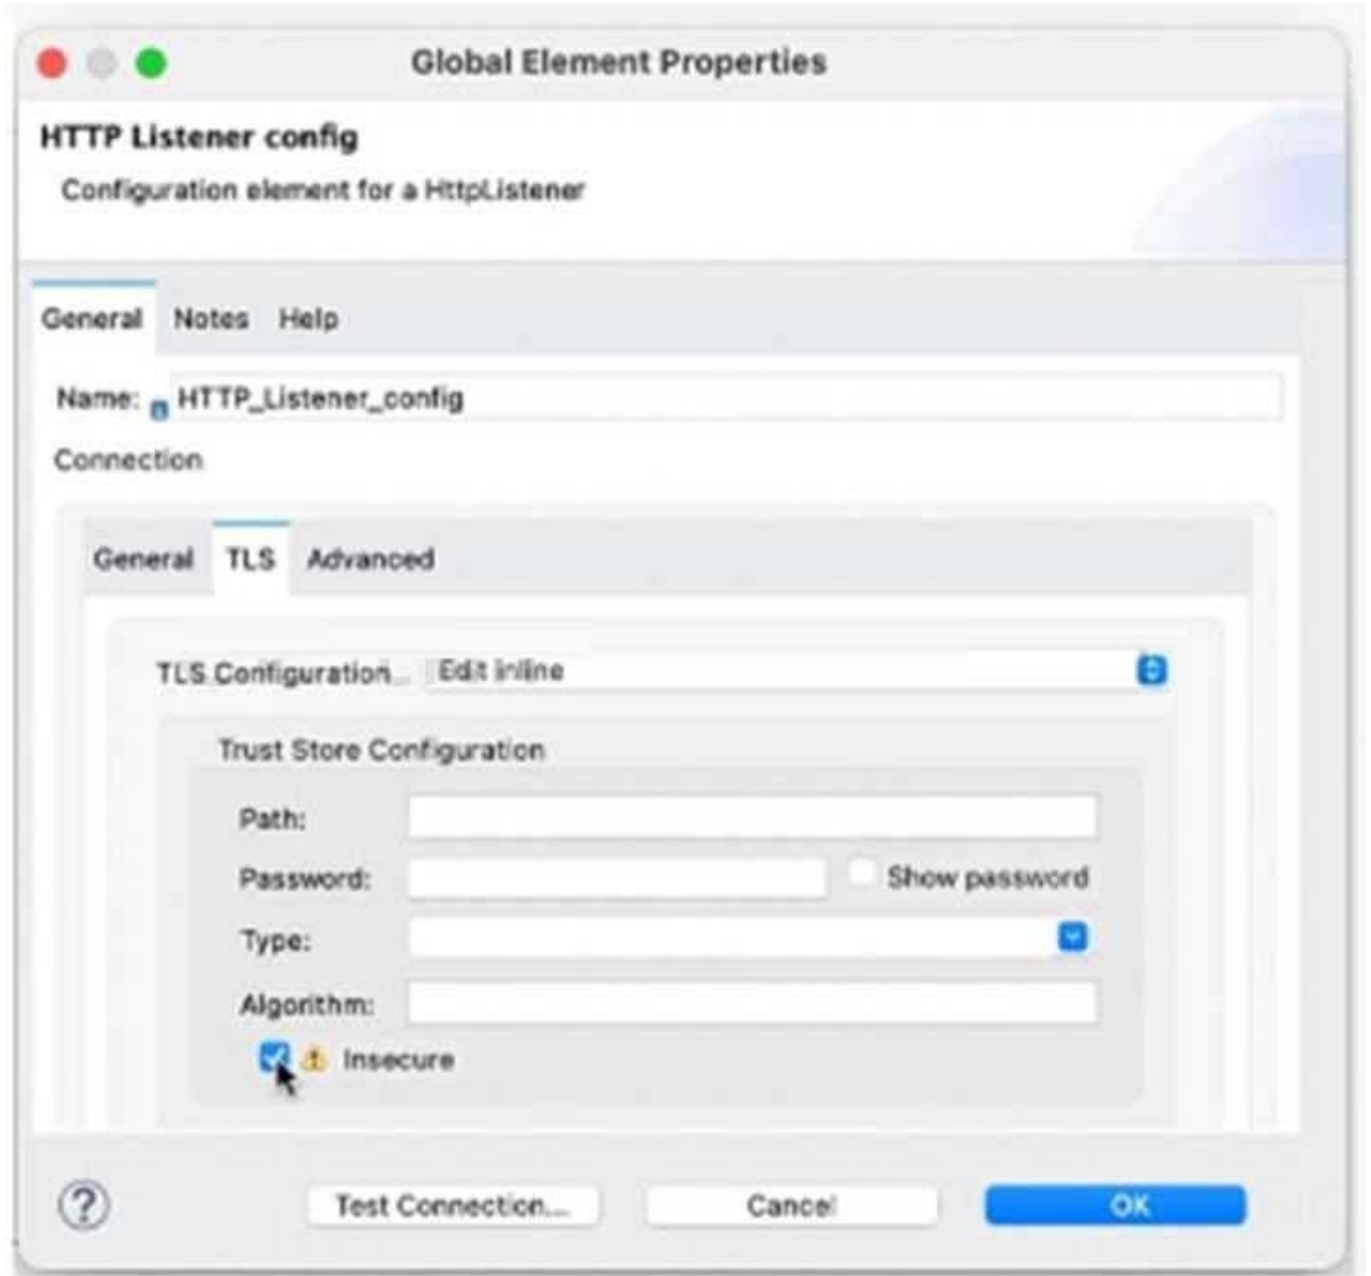 Global Element Properties
HTTP Listener config
Configuration element for a HttpListener
General Notes Help
Name: HTTP_Listener_config
Connection
General TLS Advanced
TLS Configuration... Edit inline
Trust Store Configuration
Path:
Password: Show password
Type:
Algorithm:
Insecure
? Test Connection... Cancel OK